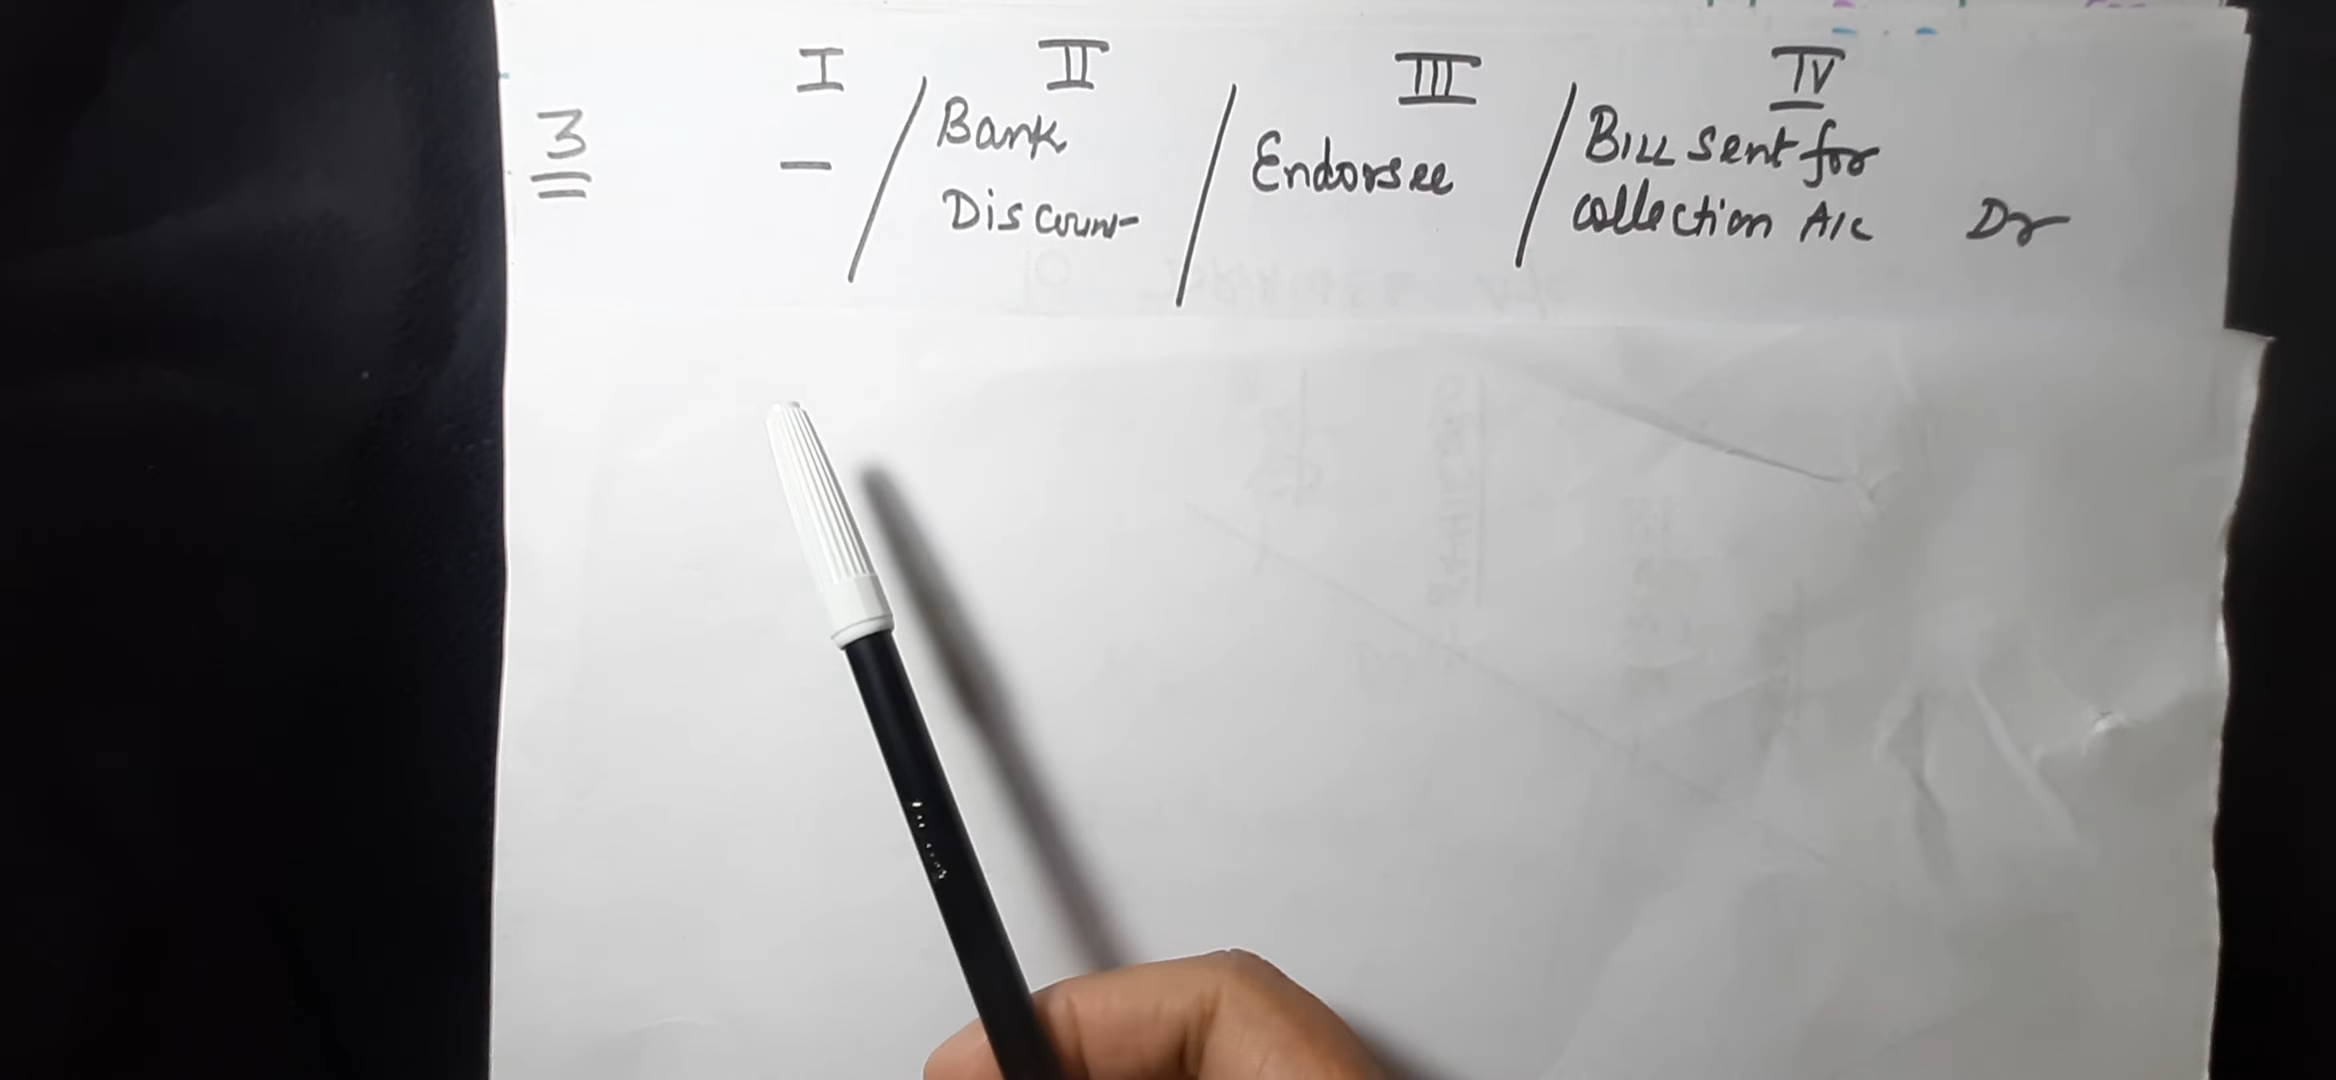 I II III IV
3 — / Bank / Endorsee / Bill sent for
Discount collection A/c Dr